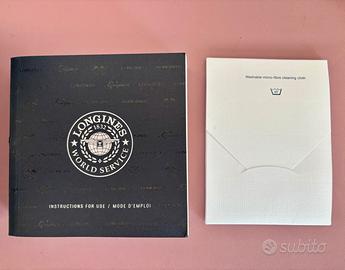 LONGINES
1832
WORLD SERVICE
INSTRUCTIONS FOR USE / MODE D'EMPLOI
Washable micro-fibre cleaning cloth
subito